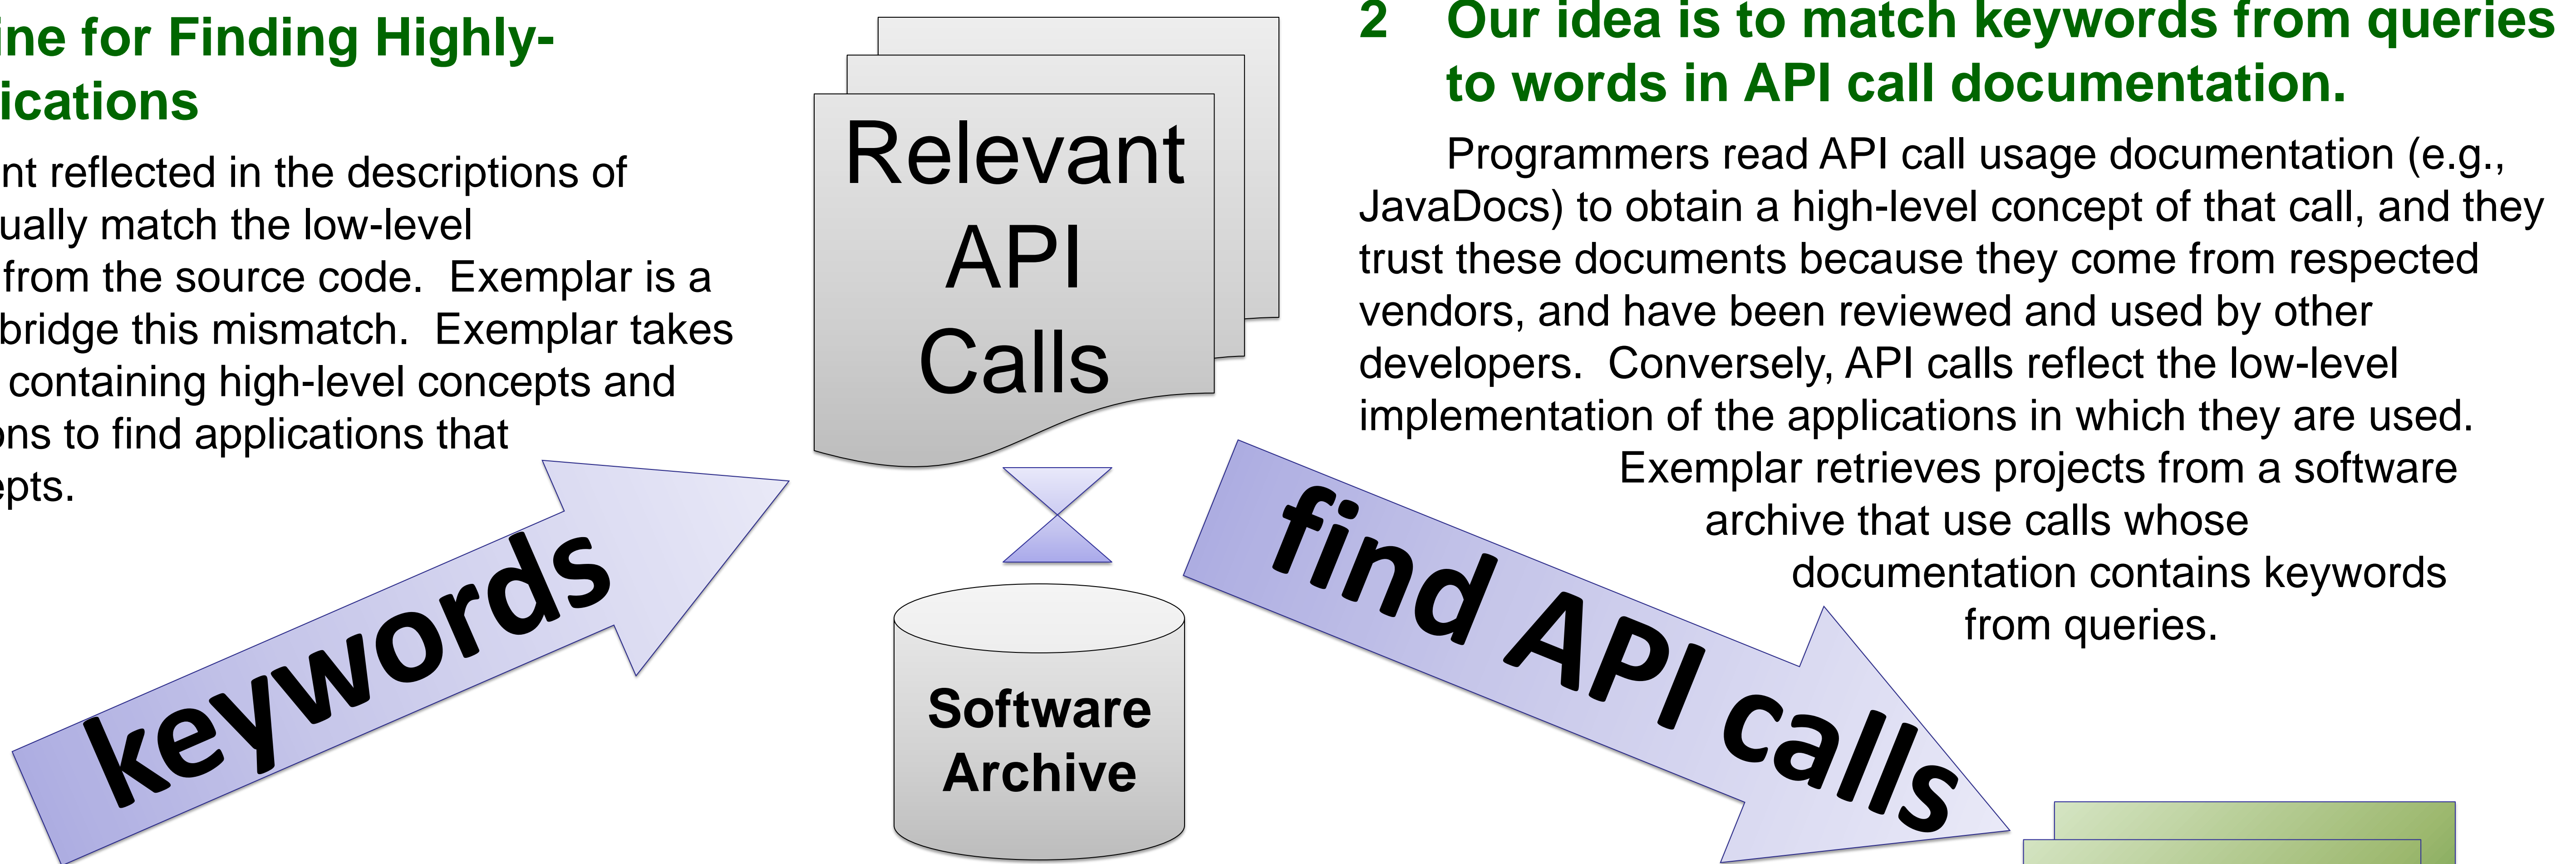 ine for Finding Highly-
ications
nt reflected in the descriptions of
ually match the low-level
from the source code.  Exemplar is a
bridge this mismatch.  Exemplar takes
containing high-level concepts and
ons to find applications that
epts.
keywords
Relevant
API
Calls
Software
Archive
find API calls
2 Our idea is to match keywords from queries
to words in API call documentation.
Programmers read API call usage documentation (e.g.,
JavaDocs) to obtain a high-level concept of that call, and they
trust these documents because they come from respected
vendors, and have been reviewed and used by other
developers.  Conversely, API calls reflect the low-level
implementation of the applications in which they are used.
Exemplar retrieves projects from a software
archive that use calls whose
documentation contains keywords
from queries.